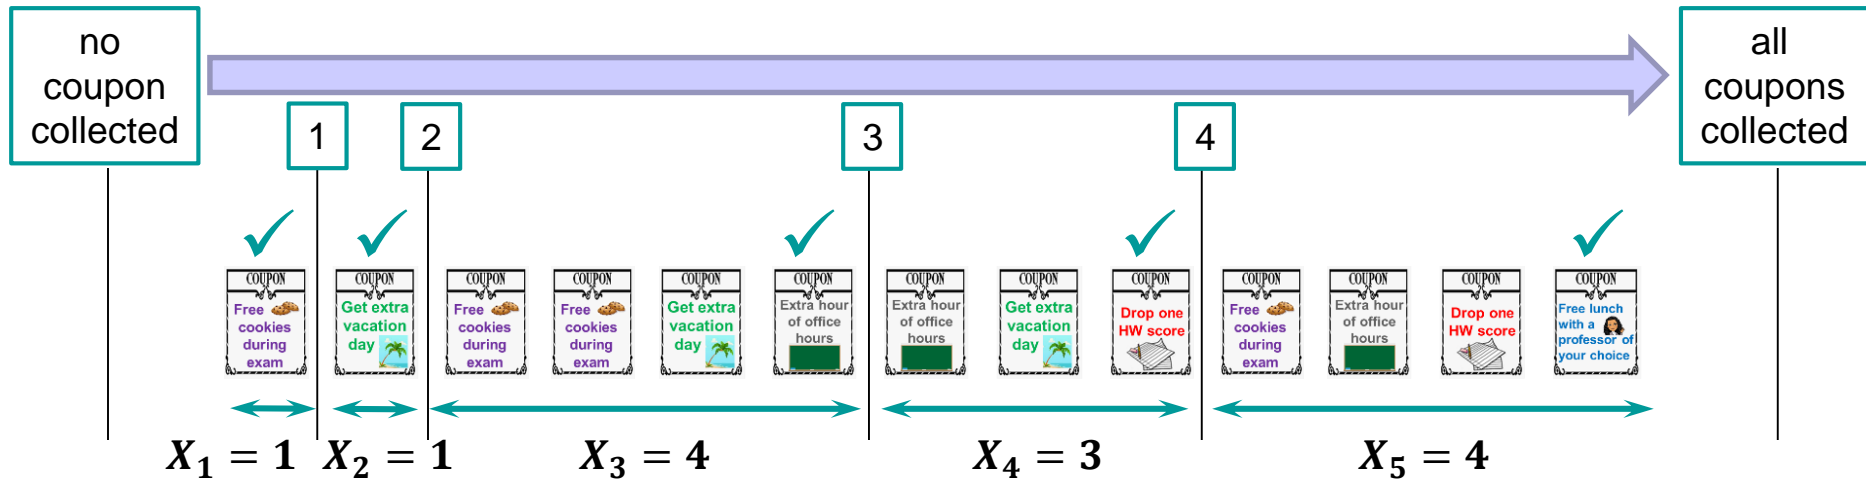 no
coupon
collected
all
coupons
collected
1
2
3
4
COUPON
Free
cookies
during
exam
COUPON
Get extra
vacation
day
COUPON
Free
cookies
during
exam
COUPON
Free
cookies
during
exam
COUPON
Get extra
vacation
day
COUPON
Extra hour
of office
hours
COUPON
Extra hour
of office
hours
COUPON
Get extra
vacation
day
COUPON
Drop one
HW score
COUPON
Free
cookies
during
exam
COUPON
Extra hour
of office
hours
COUPON
Drop one
HW score
COUPON
Free lunch
with a
professor of
your choice
X₁ = 1
X₂ = 1
X₃ = 4
X₄ = 3
X₅ = 4